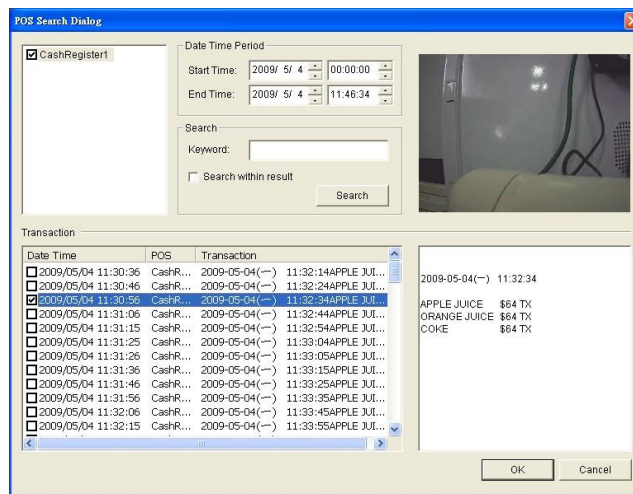 POS Search Dialog
CashRegister1
Date Time Period
Start Time: 2009/ 5/ 4 00:00:00
End Time: 2009/ 5/ 4 11:46:34
Search
Keyword:
Search within result
Search
Transaction
Date Time POS Transaction
2009/05/04 11:30:36 CashR... 2009-05-04(一) 11:32:14APPLE JUI...
2009/05/04 11:30:46 CashR... 2009-05-04(一) 11:32:24APPLE JUI...
2009/05/04 11:30:56 CashR... 2009-05-04(一) 11:32:34APPLE JUI...
2009/05/04 11:31:06 CashR... 2009-05-04(一) 11:32:44APPLE JUI...
2009/05/04 11:31:15 CashR... 2009-05-04(一) 11:32:54APPLE JUI...
2009/05/04 11:31:25 CashR... 2009-05-04(一) 11:33:04APPLE JUI...
2009/05/04 11:31:26 CashR... 2009-05-04(一) 11:33:05APPLE JUI...
2009/05/04 11:31:36 CashR... 2009-05-04(一) 11:33:15APPLE JUI...
2009/05/04 11:31:46 CashR... 2009-05-04(一) 11:33:25APPLE JUI...
2009/05/04 11:31:56 CashR... 2009-05-04(一) 11:33:35APPLE JUI...
2009/05/04 11:32:06 CashR... 2009-05-04(一) 11:33:45APPLE JUI...
2009/05/04 11:32:15 CashR... 2009-05-04(一) 11:33:55APPLE JUI...
2009-05-04(一) 11:32:34
APPLE JUICE $64 TX
ORANGE JUICE $64 TX
COKE $64 TX
OK Cancel